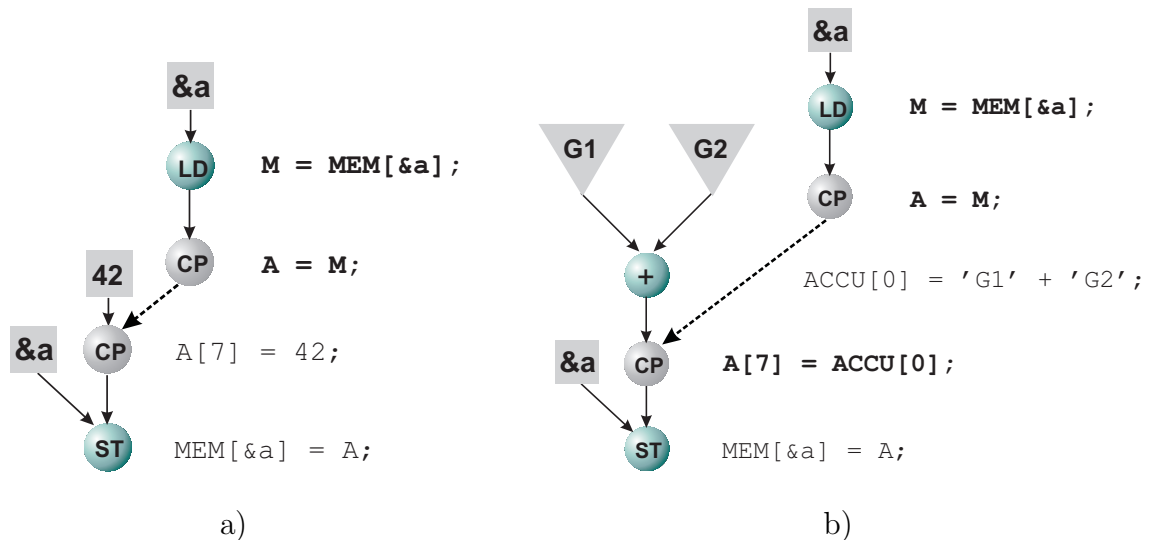 &a
LD M = MEM[&a];
CP A = M;
42
CP A[7] = 42;
&a
ST MEM[&a] = A;
a)
&a
LD M = MEM[&a];
G1 G2
CP A = M;
+ ACCU[0] = 'G1' + 'G2';
CP A[7] = ACCU[0];
&a
ST MEM[&a] = A;
b)